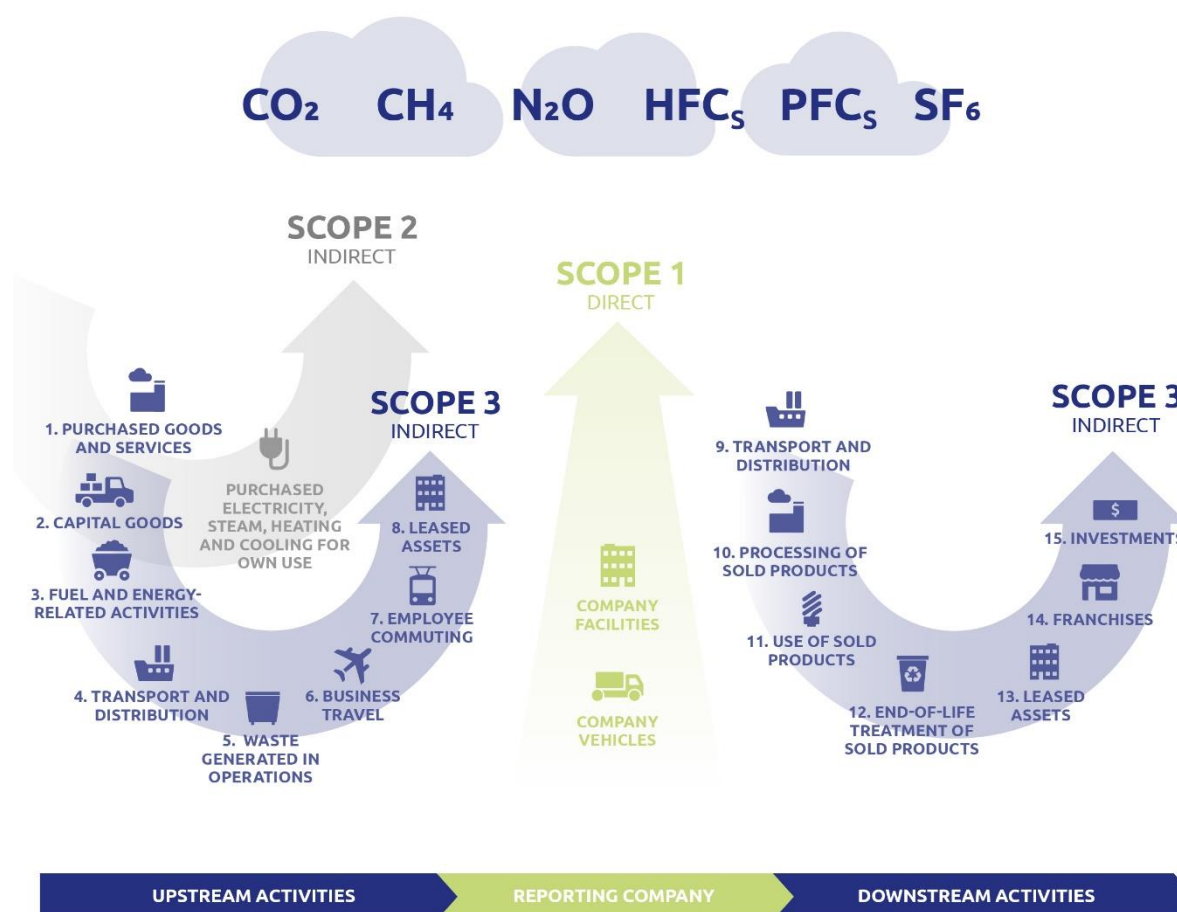 CO₂ CH₄ N₂O HFCs PFCs SF₆
SCOPE 2
INDIRECT
SCOPE 1
DIRECT
SCOPE 3
INDIRECT
SCOPE 3
INDIRECT
1. PURCHASED GOODS
AND SERVICES
2. CAPITAL GOODS
3. FUEL AND ENERGY-
RELATED ACTIVITIES
4. TRANSPORT AND
DISTRIBUTION
5. WASTE
GENERATED IN
OPERATIONS
6. BUSINESS
TRAVEL
7. EMPLOYEE
COMMUTING
8. LEASED
ASSETS
PURCHASED
ELECTRICITY,
STEAM, HEATING
AND COOLING FOR
OWN USE
COMPANY
FACILITIES
COMPANY
VEHICLES
9. TRANSPORT AND
DISTRIBUTION
10. PROCESSING OF
SOLD PRODUCTS
11. USE OF SOLD
PRODUCTS
12. END-OF-LIFE
TREATMENT OF
SOLD PRODUCTS
13. LEASED
ASSETS
14. FRANCHISES
$
15. INVESTMENTS
UPSTREAM ACTIVITIES
REPORTING COMPANY
DOWNSTREAM ACTIVITIES